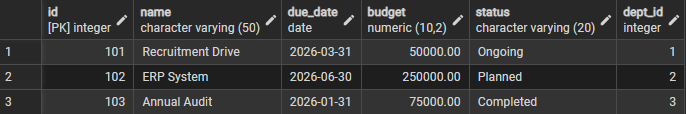 id name due_date budget status dept_id
[PK] integer character varying (50) date numeric (10,2) character varying (20) integer
1 101 Recruitment Drive 2026-03-31 50000.00 Ongoing 1
2 102 ERP System 2026-06-30 250000.00 Planned 2
3 103 Annual Audit 2026-01-31 75000.00 Completed 3